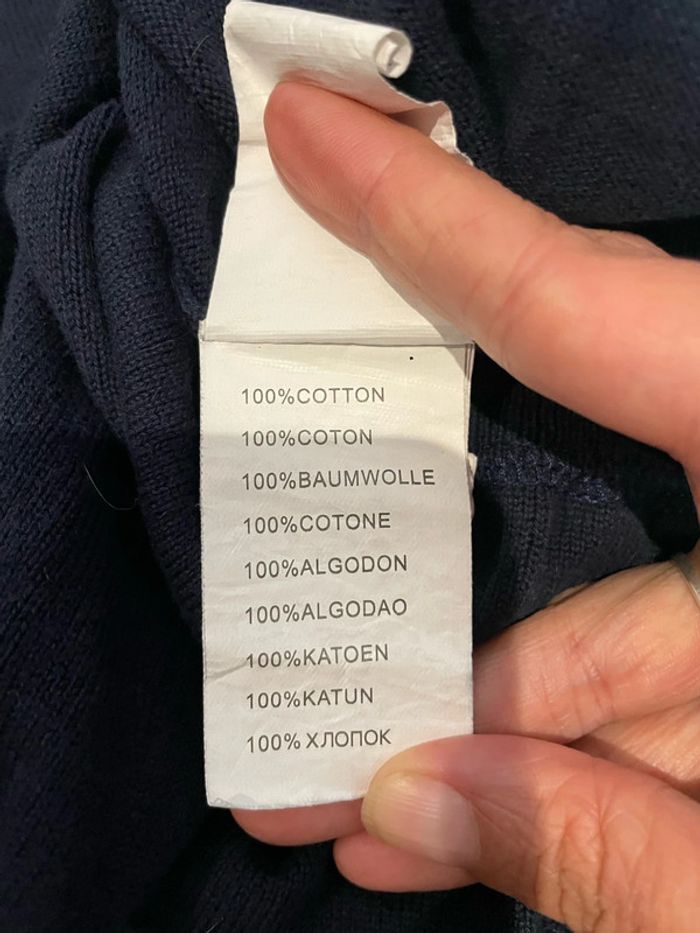 100%COTTON
100%COTON
100%BAUMWOLLE
100%COTONE
100%ALGODON
100%ALGODAO
100%KATOEN
100%KATUN
100% ХЛОПОК